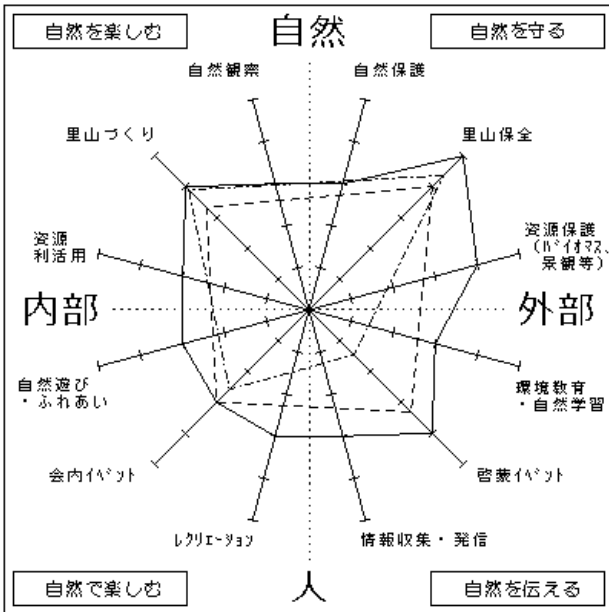 自然を楽しむ
自然
自然を守る
自然観察
自然保護
里山づくり
里山保全
資源
利活用
資源保護
(ﾊﾞｲｵﾏｽ、
景観等)
内部
外部
自然遊び
・ふれあい
環境教育
・自然学習
会内ｲﾍﾞﾝﾄ
啓蒙ｲﾍﾞﾝﾄ
ﾚｸﾘｴｰｼｮﾝ
情報収集・発信
自然で楽しむ
人
自然を伝える